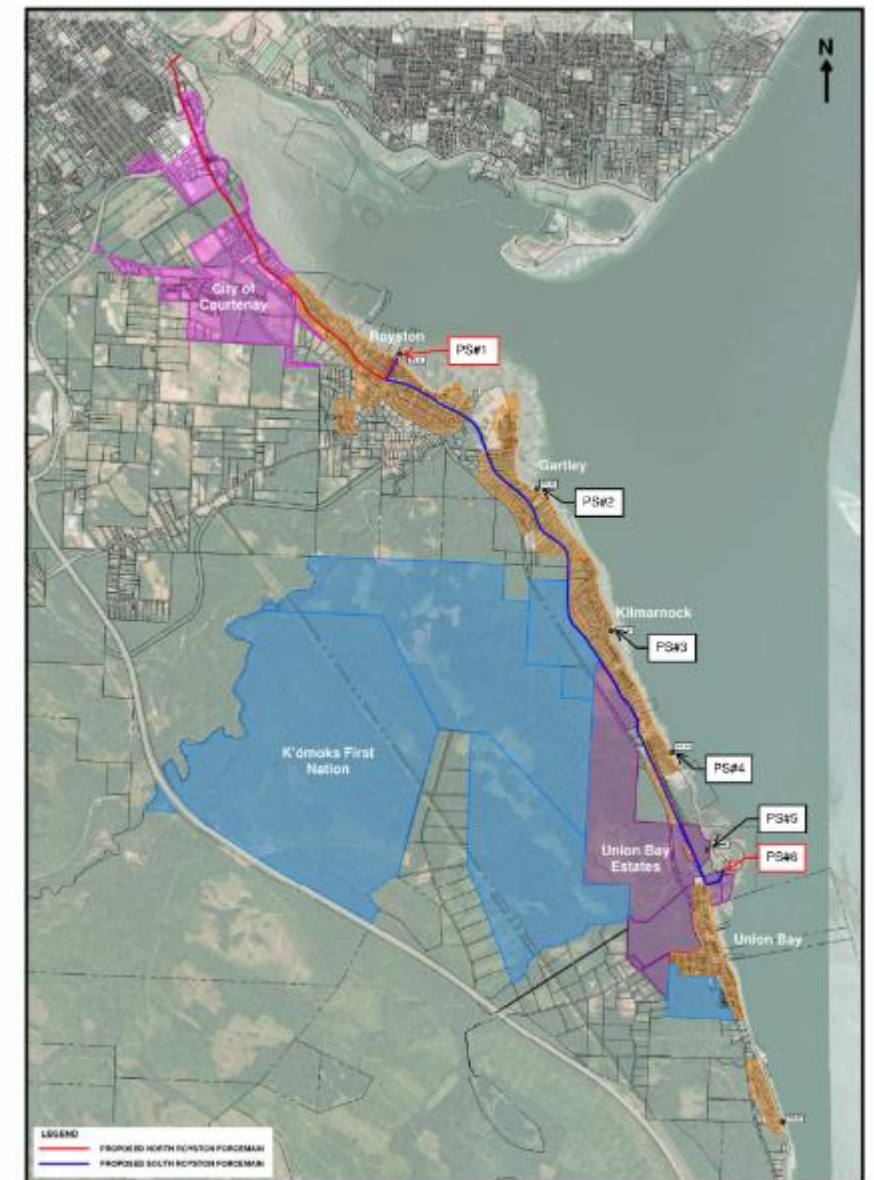 N
City of
Courtenay
Royston
PS#1
Gartley
PS#2
Kilmarnock
PS#3
K'ómoks First
Nation
PS#4
PS#5
Union Bay
Estates
PS#6
Union Bay
LEGEND
PROPOSED NORTH ROYSTON FORCEMAIN
PROPOSED SOUTH ROYSTON FORCEMAIN